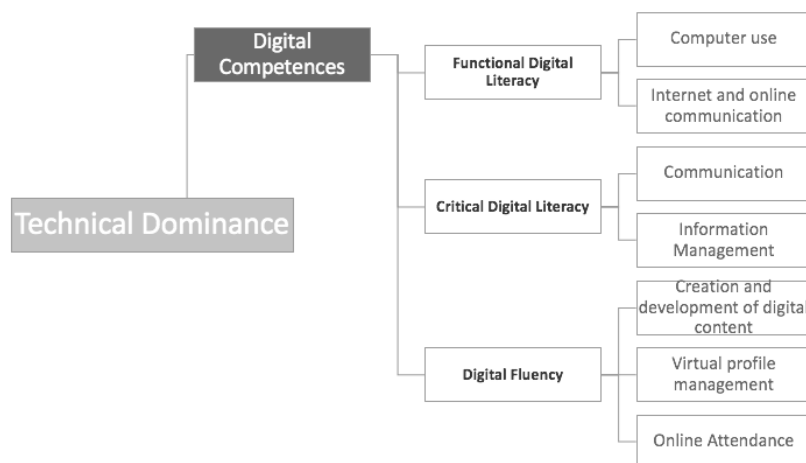 Digital
Competences
Technical Dominance
Functional Digital
Literacy
Computer use
Internet and online
communication
Critical Digital Literacy
Communication
Information
Management
Digital Fluency
Creation and
development of digital
content
Virtual profile
management
Online Attendance